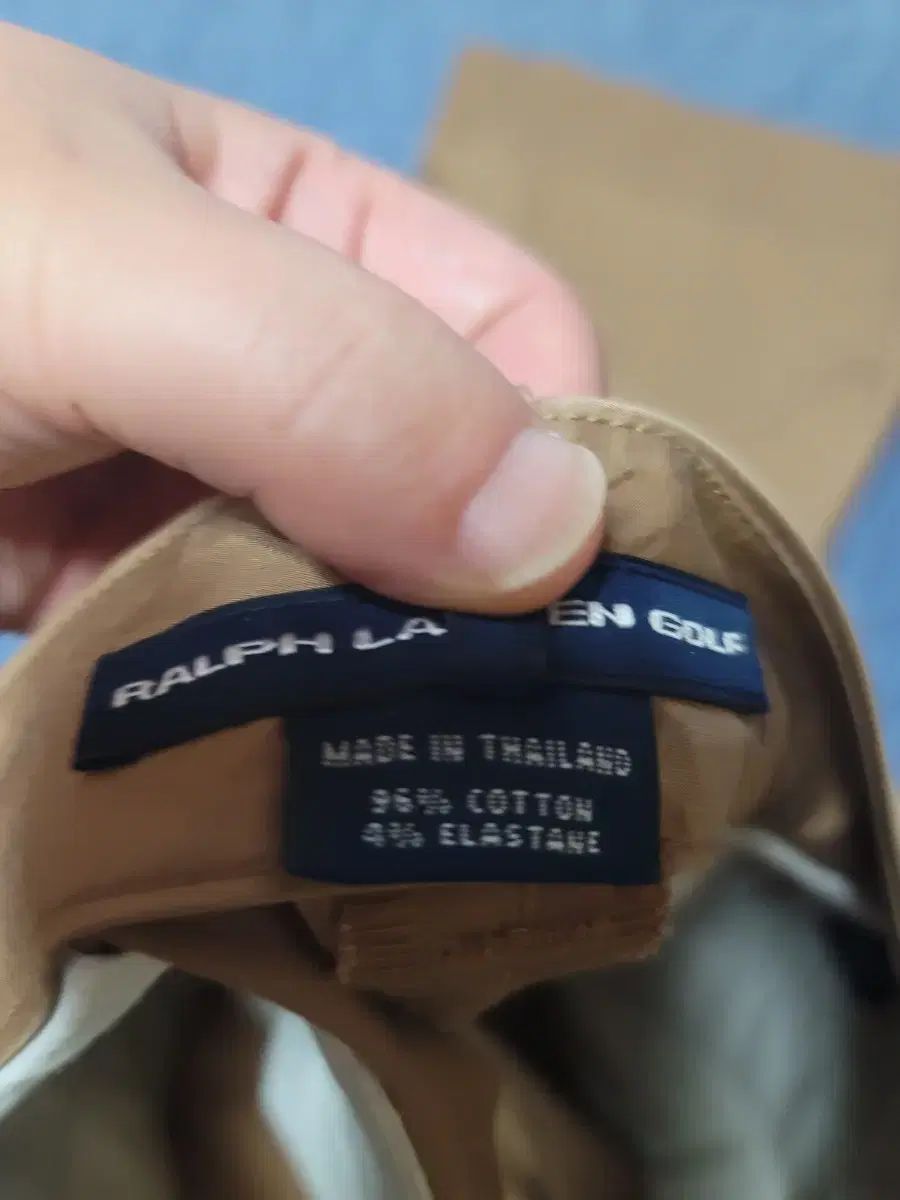 RALPH LA EN GOLF
MADE IN THAILAND
96% COTTON
4% ELASTANE